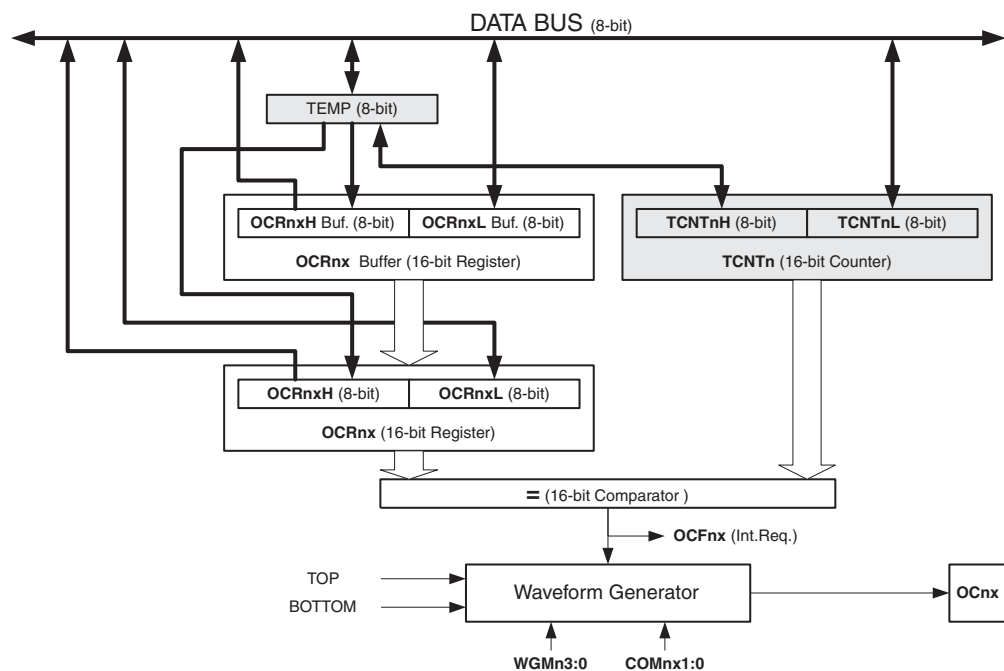 DATA BUS (8-bit)
TEMP (8-bit)
OCRnxH Buf. (8-bit) OCRnxL Buf. (8-bit)
OCRnx Buffer (16-bit Register)
TCNTnH (8-bit) TCNTnL (8-bit)
TCNTn (16-bit Counter)
OCRnxH (8-bit) OCRnxL (8-bit)
OCRnx (16-bit Register)
= (16-bit Comparator )
OCFnx (Int.Req.)
TOP
BOTTOM
Waveform Generator
OCnx
WGMn3:0 COMnx1:0